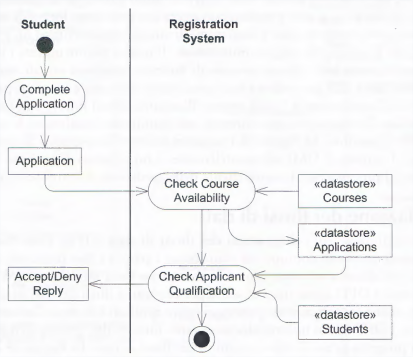 Student
Registration
System
Complete
Application
Application
Check Course
Availability
«datastore»
Courses
«datastore»
Applications
Accept/Deny
Reply
Check Applicant
Qualification
«datastore»
Students